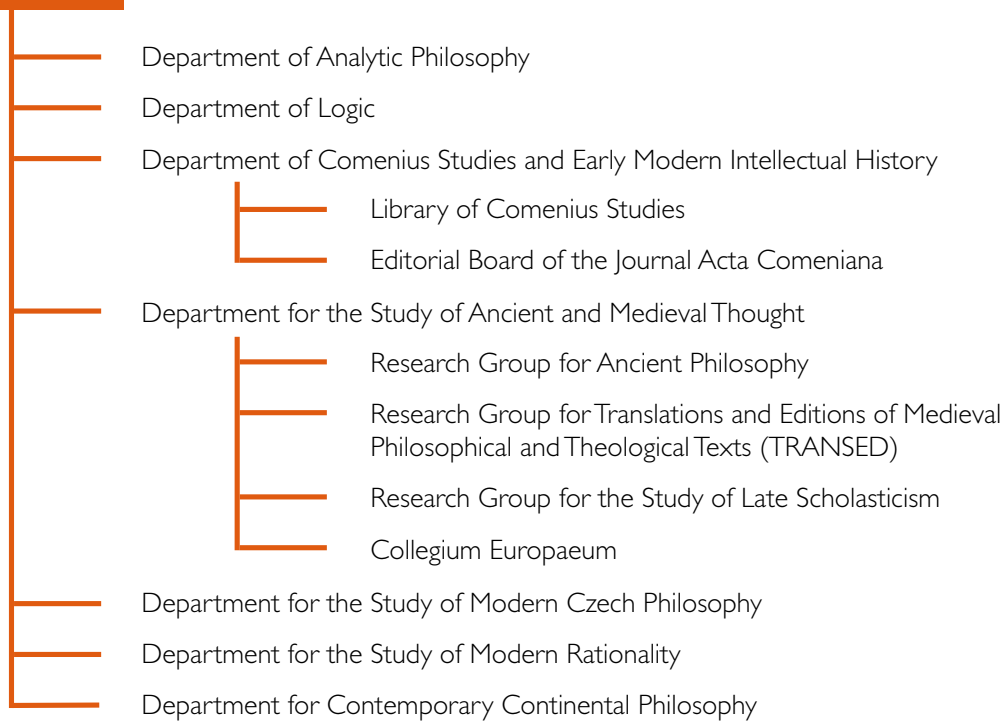 Department of Analytic Philosophy
Department of Logic
Department of Comenius Studies and Early Modern Intellectual History
Library of Comenius Studies
Editorial Board of the Journal Acta Comeniana
Department for the Study of Ancient and Medieval Thought
Research Group for Ancient Philosophy
Research Group for Translations and Editions of Medieval
Philosophical and Theological Texts (TRANSED)
Research Group for the Study of Late Scholasticism
Collegium Europaeum
Department for the Study of Modern Czech Philosophy
Department for the Study of Modern Rationality
Department for Contemporary Continental Philosophy